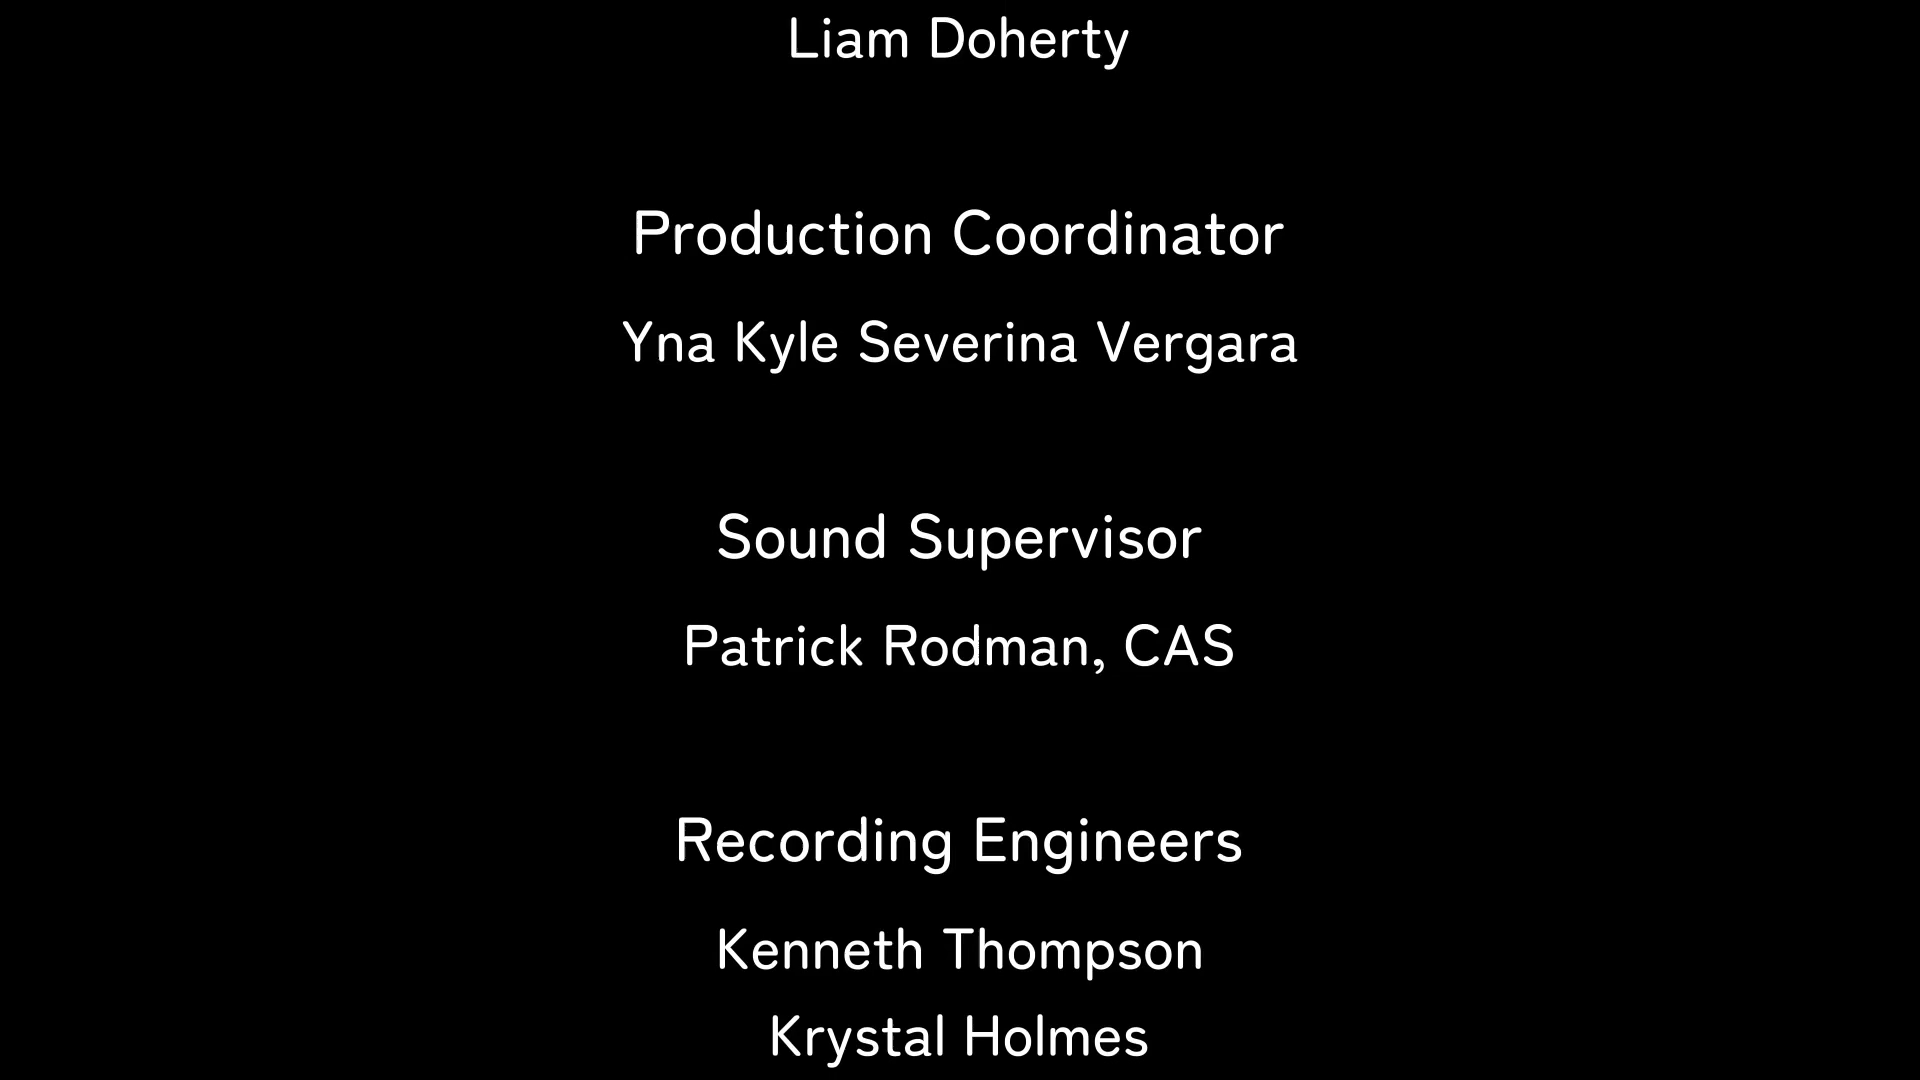 Liam Doherty
Production Coordinator
Yna Kyle Severina Vergara
Sound Supervisor
Patrick Rodman, CAS
Recording Engineers
Kenneth Thompson
Krystal Holmes